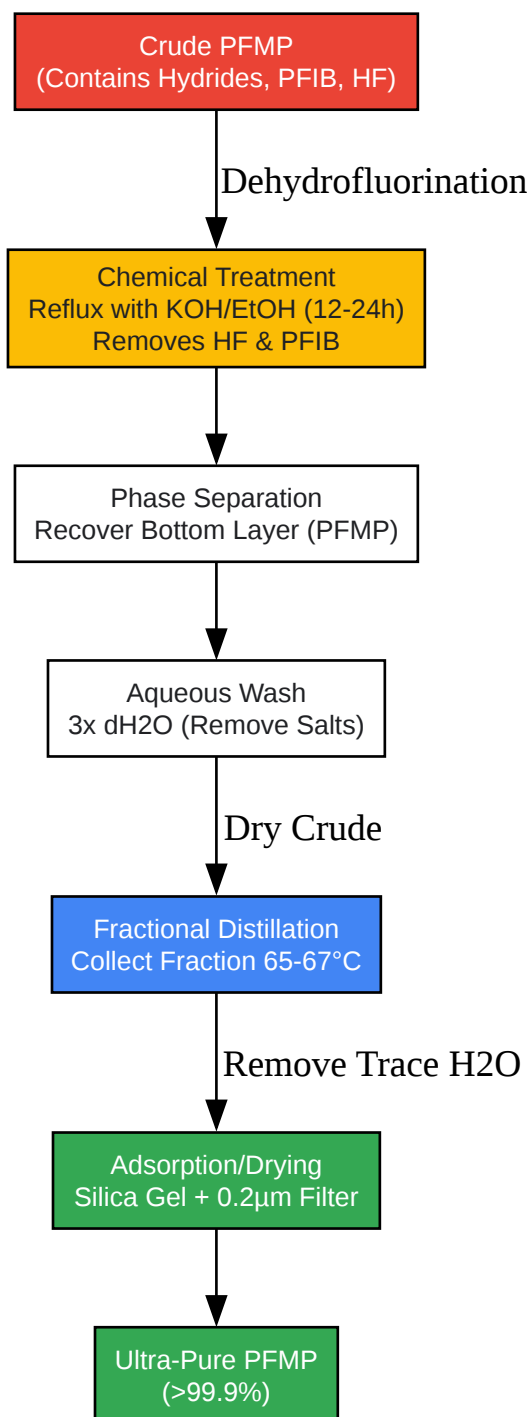 Crude PFMP
(Contains Hydrides, PFIB, HF)
Dehydrofluorination
Chemical Treatment
Reflux with KOH/EtOH (12-24h)
Removes HF & PFIB
Phase Separation
Recover Bottom Layer (PFMP)
Aqueous Wash
3x dH2O (Remove Salts)
Dry Crude
Fractional Distillation
Collect Fraction 65-67°C
Remove Trace H2O
Adsorption/Drying
Silica Gel + 0.2µm Filter
Ultra-Pure PFMP
(>99.9%)